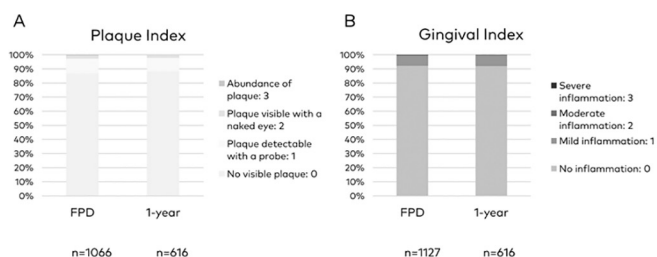 A
Plaque Index
100%
90%
80%
70%
60%
50%
40%
30%
20%
10%
0%
FPD 1-year
n=1066 n=616
Abundance of
plaque: 3
Plaque visible with a
naked eye: 2
Plaque detectable
with a probe: 1
No visible plaque: 0
B
Gingival Index
100%
90%
80%
70%
60%
50%
40%
30%
20%
10%
0%
FPD 1-year
n=1127 n=616
Severe
inflammation: 3
Moderate
inflammation: 2
Mild inflammation: 1
No inflammation: 0